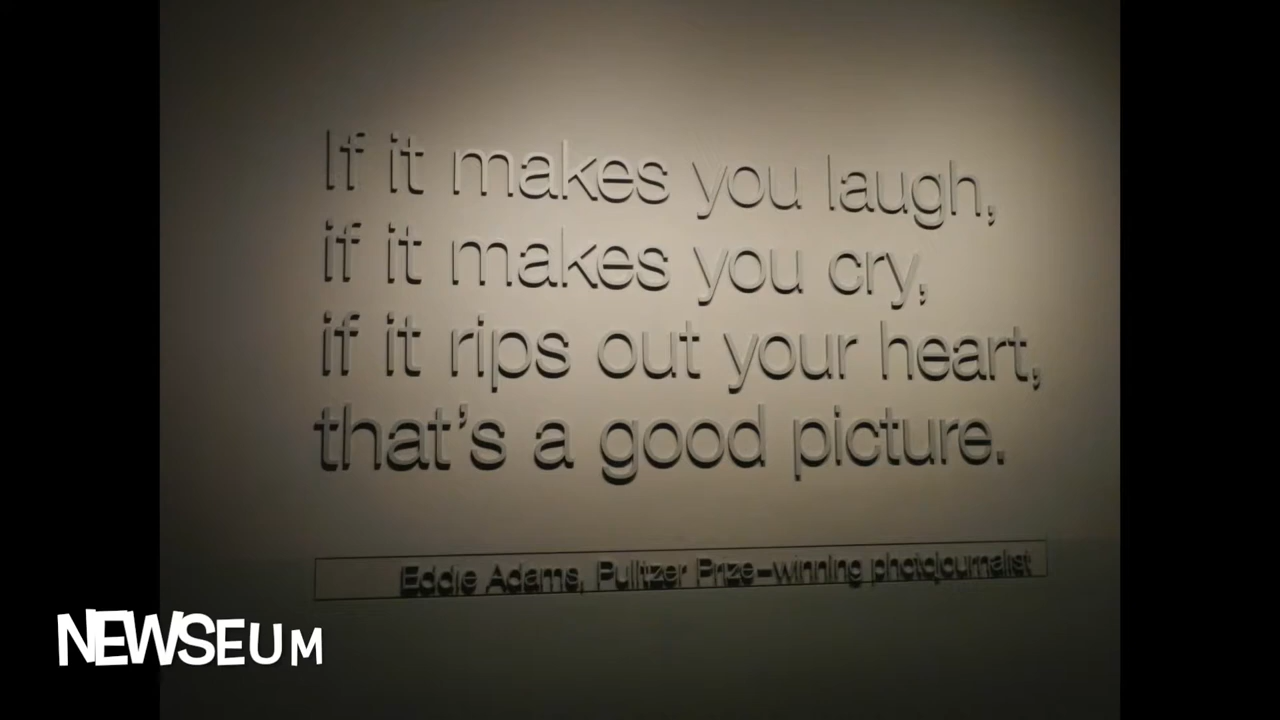 If it makes you laugh,
if it makes you cry,
if it rips out your heart,
that's a good picture.
Eddie Adams, Pulitzer Prize–winning photojournalist
NEWSEUM